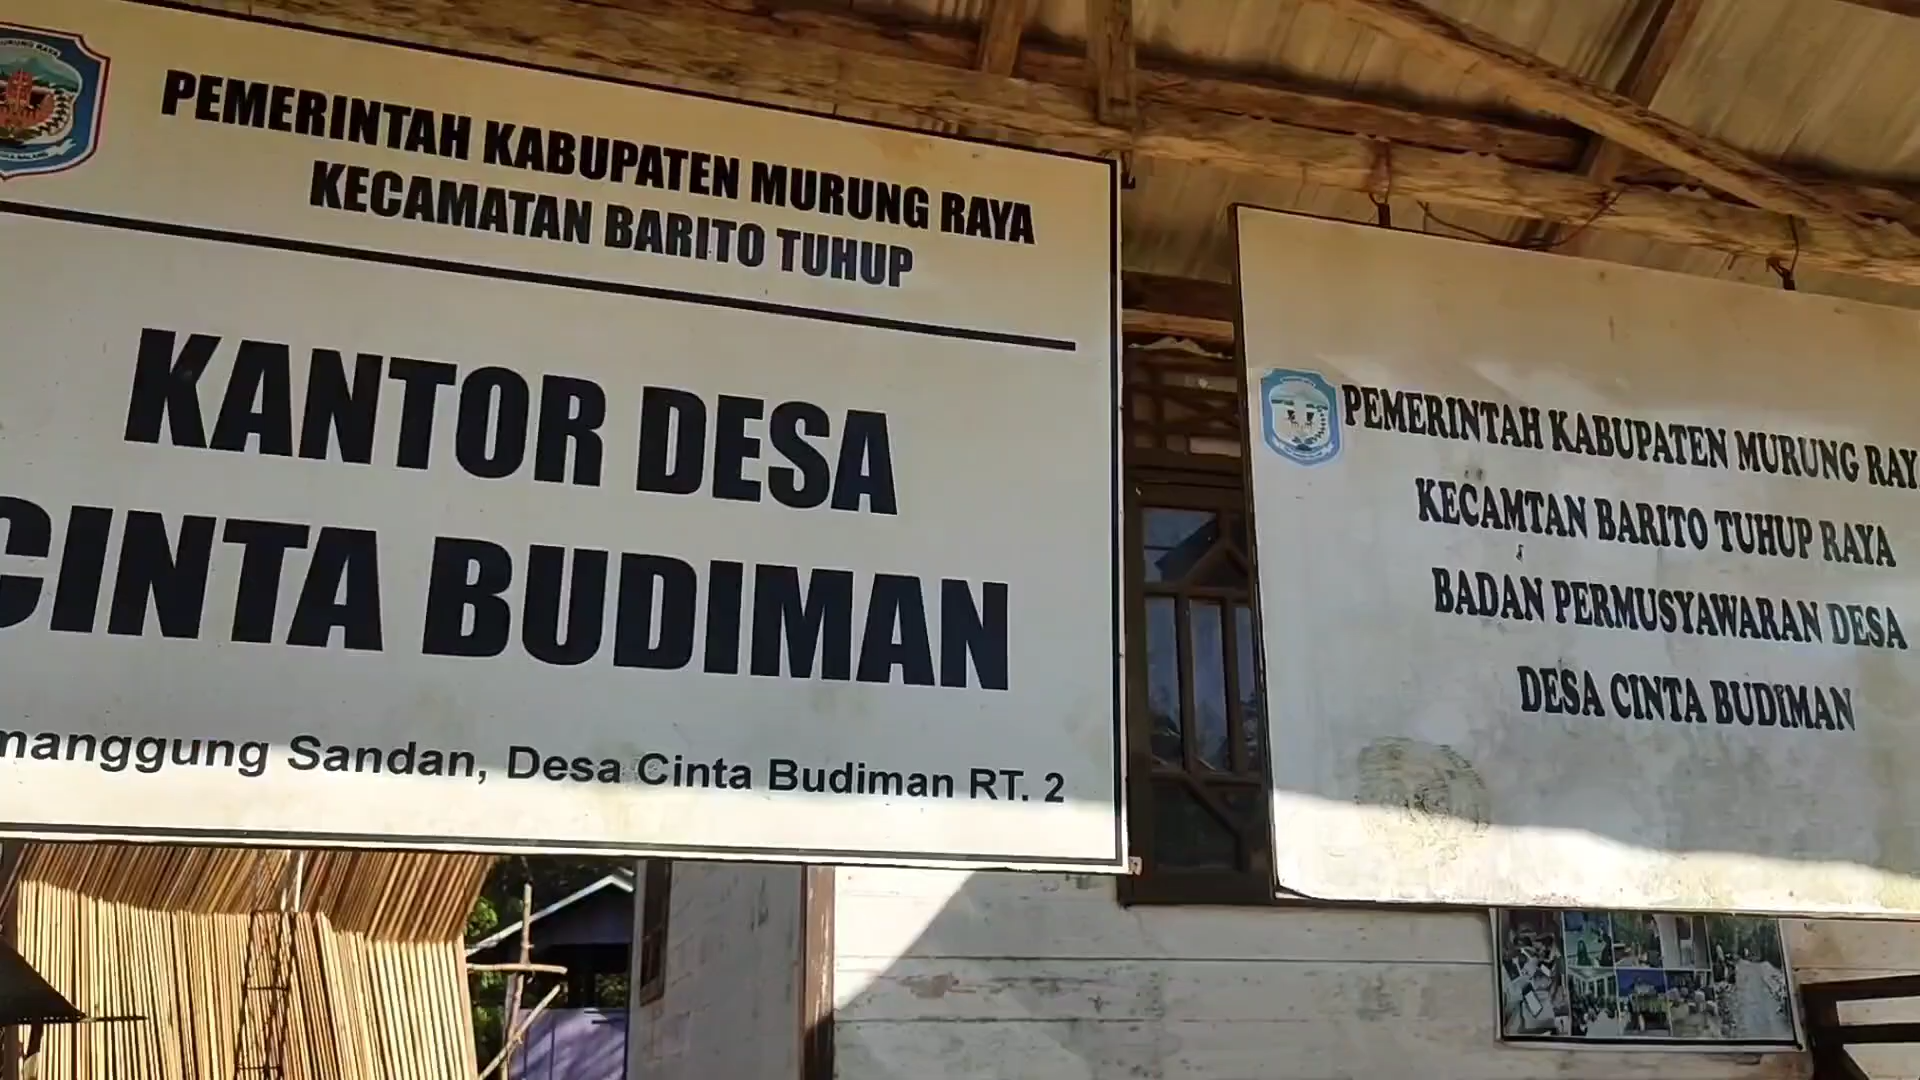 PEMERINTAH KABUPATEN MURUNG RAYA
KECAMATAN BARITO TUHUP
KANTOR DESA
CINTA BUDIMAN
manggung Sandan, Desa Cinta Budiman RT. 2
PEMERINTAH KABUPATEN MURUNG RAY
KECAMTAN BARITO TUHUP RAYA
BADAN PERMUSYAWARAN DESA
DESA CINTA BUDIMAN